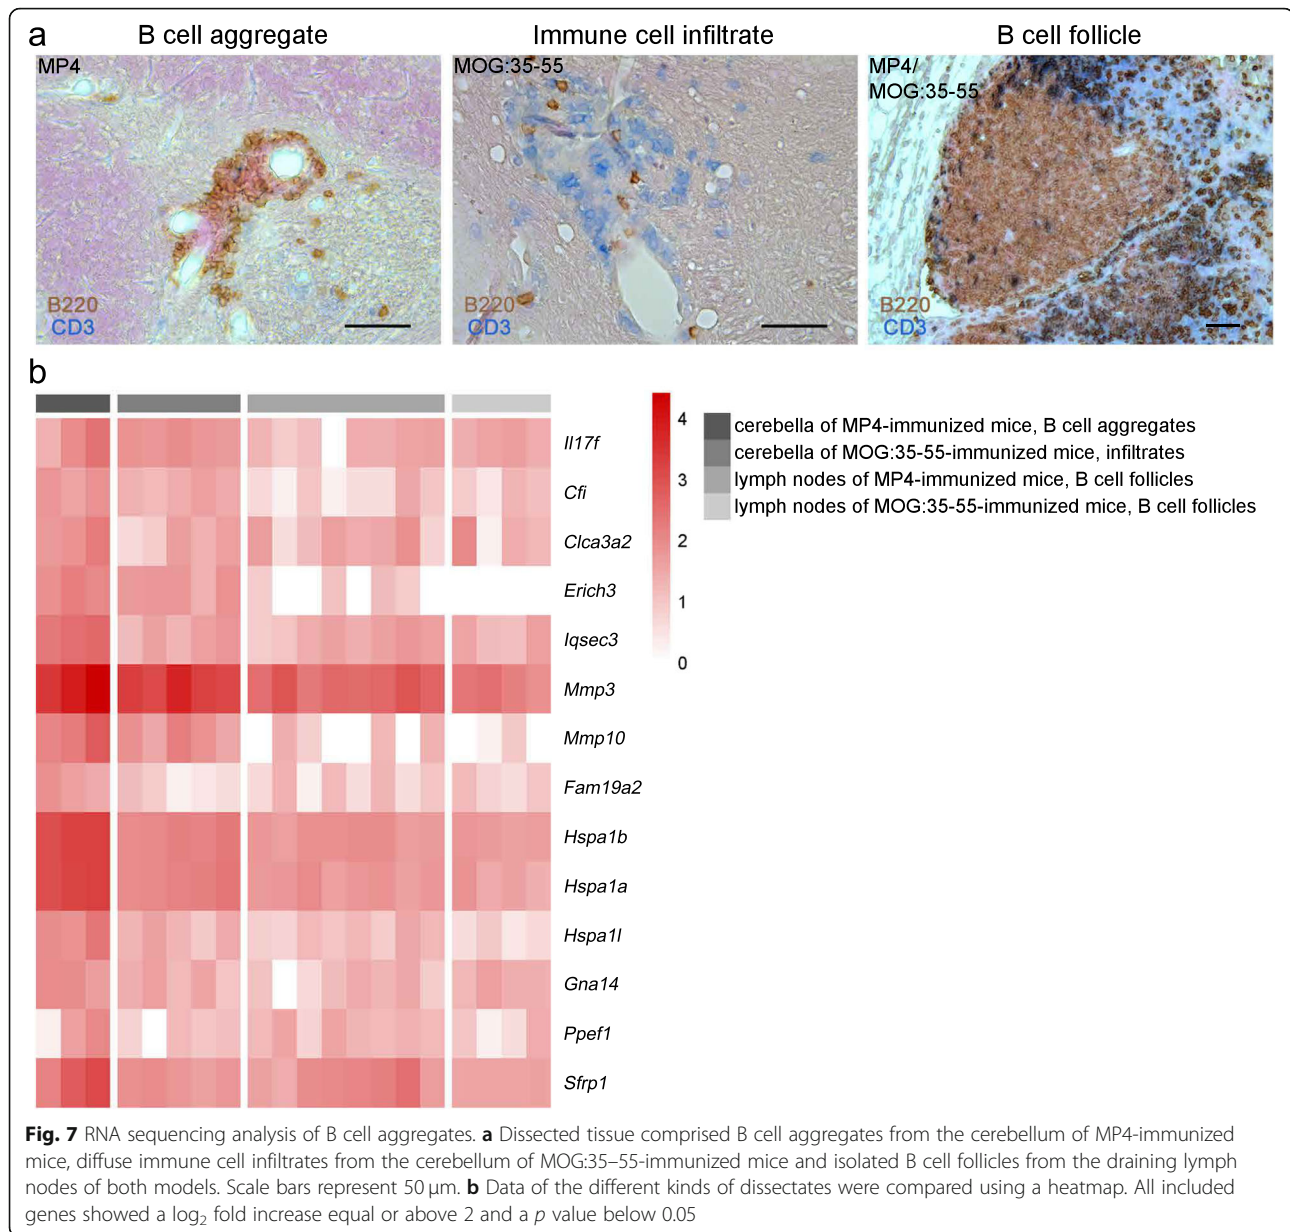 a
B cell aggregate
Immune cell infiltrate
B cell follicle
MP4
B220
CD3
MOG:35-55
B220
CD3
MP4/
MOG:35-55
B220
CD3
b
Il17f
Cfi
Clca3a2
Erich3
Iqsec3
Mmp3
Mmp10
Fam19a2
Hspa1b
Hspa1a
Hspa1l
Gna14
Ppef1
Sfrp1
4
3
2
1
0
cerebella of MP4-immunized mice, B cell aggregates
cerebella of MOG:35-55-immunized mice, infiltrates
lymph nodes of MP4-immunized mice, B cell follicles
lymph nodes of MOG:35-55-immunized mice, B cell follicles
Fig. 7 RNA sequencing analysis of B cell aggregates. a Dissected tissue comprised B cell aggregates from the cerebellum of MP4-immunized
mice, diffuse immune cell infiltrates from the cerebellum of MOG:35–55-immunized mice and isolated B cell follicles from the draining lymph
nodes of both models. Scale bars represent 50 μm. b Data of the different kinds of dissectates were compared using a heatmap. All included
genes showed a log₂ fold increase equal or above 2 and a p value below 0.05